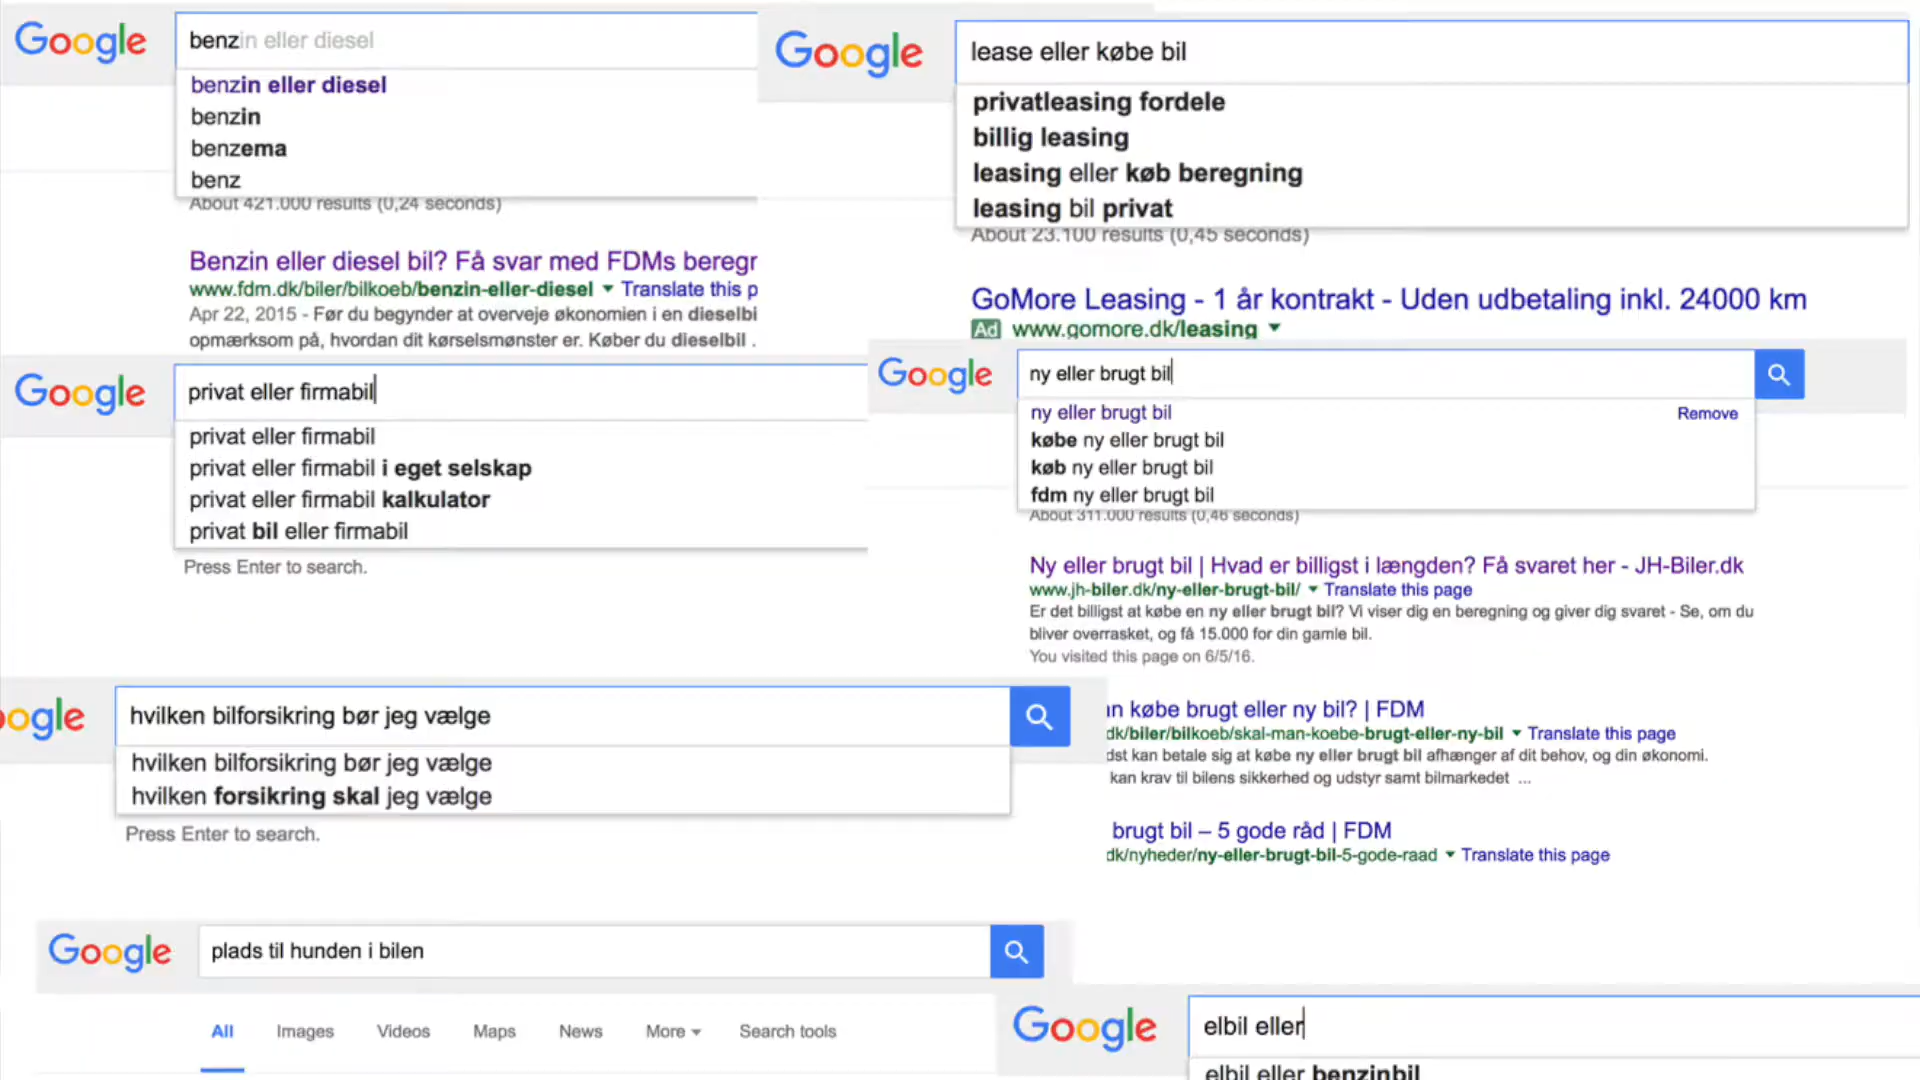 Google
benzin eller diesel
benzin eller diesel
benzin
benzema
benz
About 421.000 results (0,24 seconds)
Benzin eller diesel bil? Få svar med FDMs beregr
www.fdm.dk/biler/bilkoeb/benzin-eller-diesel ▼ Translate this p
Apr 22, 2015 - Før du begynder at overveje økonomien i en dieselbi
opmærksom på, hvordan dit kørselsmønster er. Køber du dieselbil .
Google
lease eller købe bil
privatleasing fordele
billig leasing
leasing eller køb beregning
leasing bil privat
About 23.100 results (0,45 seconds)
GoMore Leasing - 1 år kontrakt - Uden udbetaling inkl. 24000 km
Ad www.gomore.dk/leasing ▼
Google
privat eller firmabil
privat eller firmabil
privat eller firmabil i eget selskap
privat eller firmabil kalkulator
privat bil eller firmabil
Press Enter to search.
Google
ny eller brugt bil
ny eller brugt bil Remove
købe ny eller brugt bil
køb ny eller brugt bil
fdm ny eller brugt bil
About 311.000 results (0,46 seconds)
Ny eller brugt bil | Hvad er billigst i længden? Få svaret her - JH-Biler.dk
www.jh-biler.dk/ny-eller-brugt-bil/ ▼ Translate this page
Er det billigst at købe en ny eller brugt bil? Vi viser dig en beregning og giver dig svaret - Se, om du
bliver overrasket, og få 15.000 for din gamle bil.
You visited this page on 6/5/16.
ın købe brugt eller ny bil? | FDM
dk/biler/bilkoeb/skal-man-koebe-brugt-eller-ny-bil ▼ Translate this page
dst kan betale sig at købe ny eller brugt bil afhænger af dit behov, og din økonomi.
kan krav til bilens sikkerhed og udstyr samt bilmarkedet ...
brugt bil – 5 gode råd | FDM
dk/nyheder/ny-eller-brugt-bil-5-gode-raad ▼ Translate this page
oogle
hvilken bilforsikring bør jeg vælge
hvilken bilforsikring bør jeg vælge
hvilken forsikring skal jeg vælge
Press Enter to search.
Google
plads til hunden i bilen
All Images Videos Maps News More ▼ Search tools
Google
elbil eller
elbil eller benzinbil